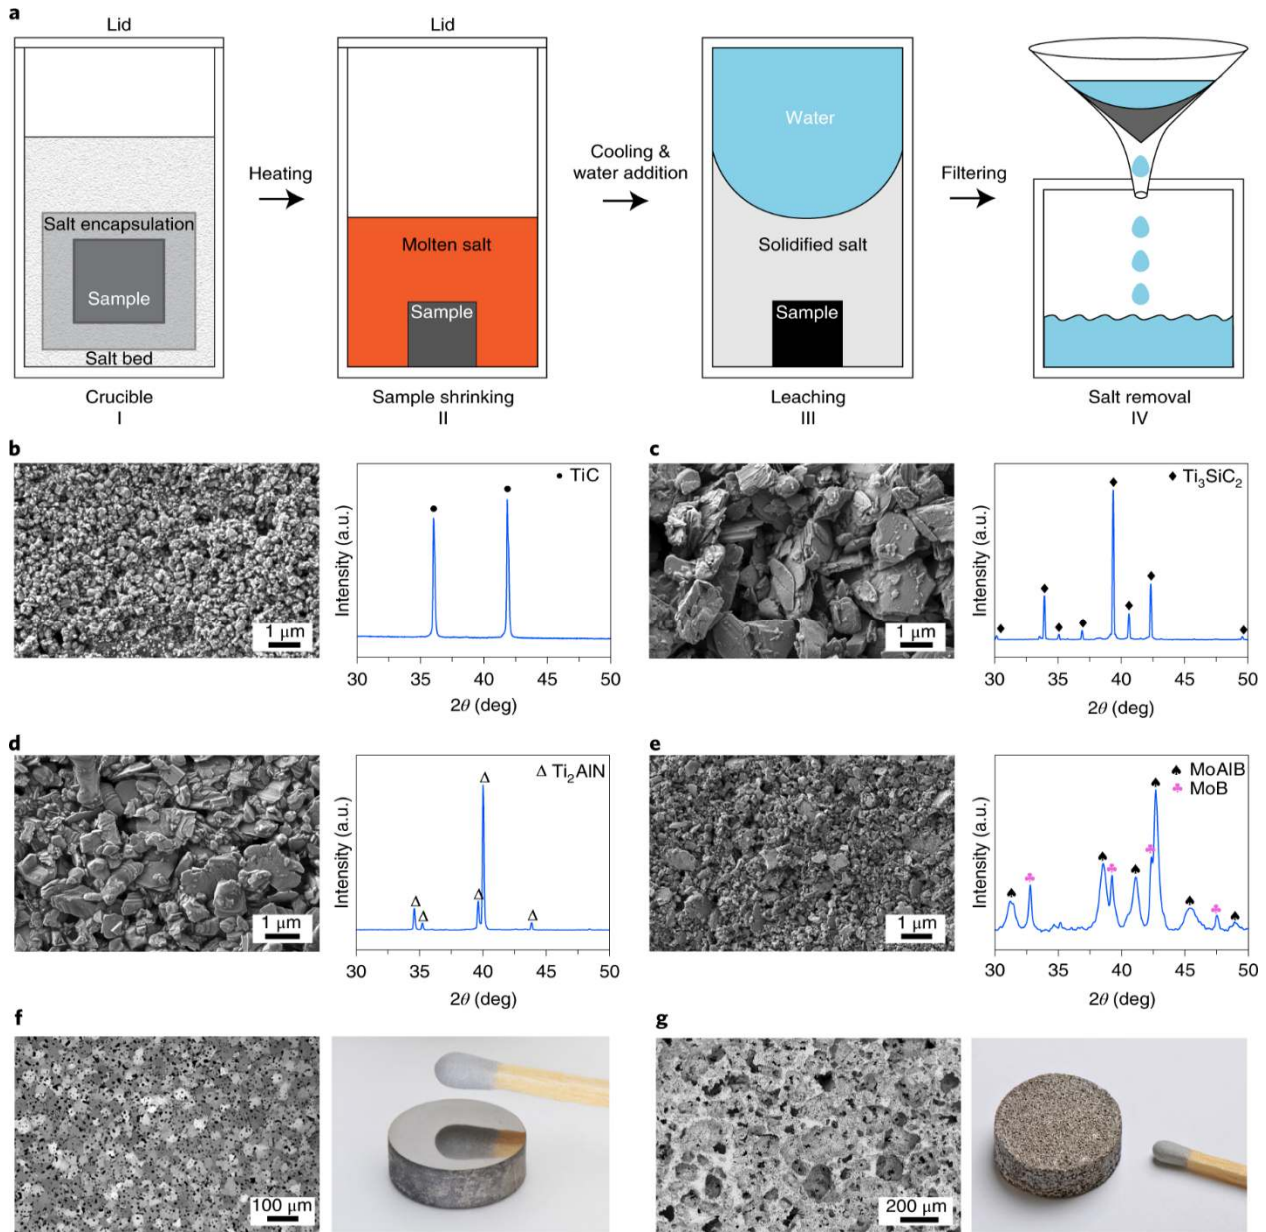 a
Lid
Salt encapsulation
Sample
Salt bed
Crucible
I
Heating
Lid
Molten salt
Sample
Sample shrinking
II
Cooling &
water addition
Water
Solidified salt
Sample
Leaching
III
Filtering
Salt removal
IV
b
1 μm
Intensity (a.u.)
● TiC
30 35 40 45 50
2θ (deg)
c
1 μm
Intensity (a.u.)
♦ Ti₃SiC₂
30 35 40 45 50
2θ (deg)
d
1 μm
Intensity (a.u.)
Δ Ti₂AlN
30 35 40 45 50
2θ (deg)
e
1 μm
Intensity (a.u.)
♠ MoAlB
♣ MoB
30 35 40 45 50
2θ (deg)
f
100 μm
g
200 μm